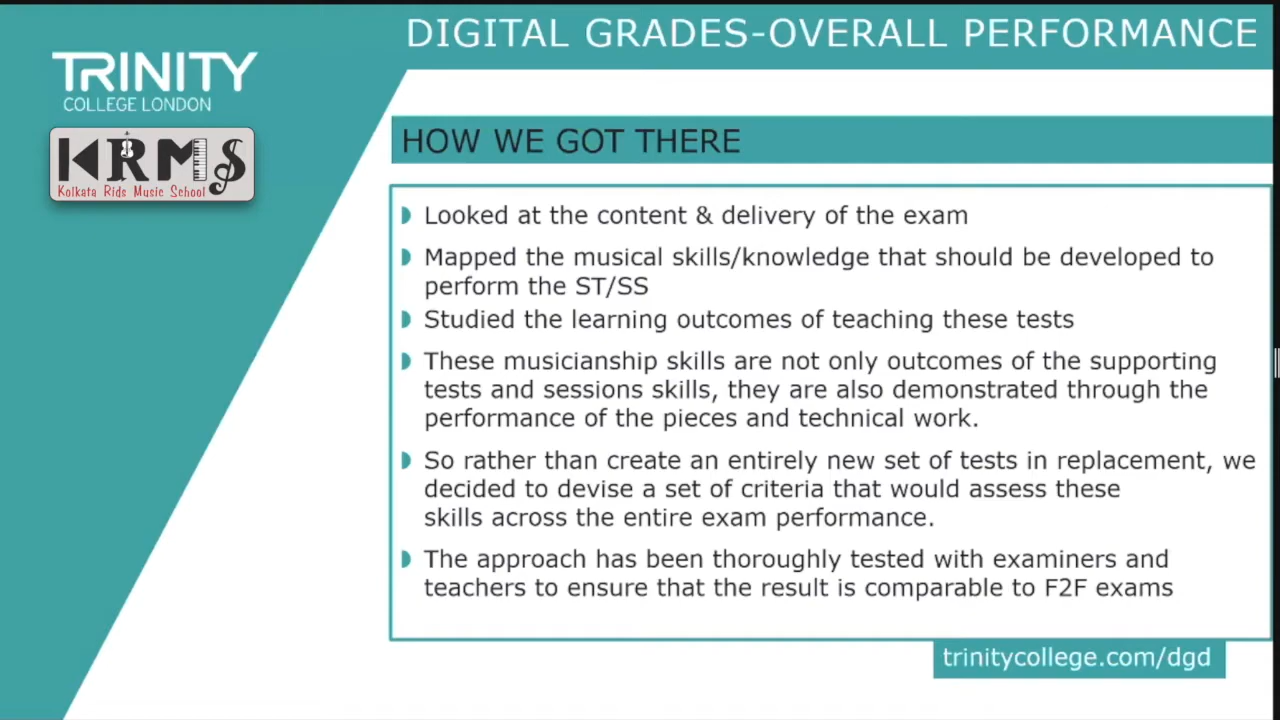 DIGITAL GRADES-OVERALL PERFORMANCE
TRINITY
COLLEGE LONDON
KRMS
Kolkata Rids Music School
HOW WE GOT THERE
Looked at the content & delivery of the exam
Mapped the musical skills/knowledge that should be developed to
perform the ST/SS
Studied the learning outcomes of teaching these tests
These musicianship skills are not only outcomes of the supporting
tests and sessions skills, they are also demonstrated through the
performance of the pieces and technical work.
So rather than create an entirely new set of tests in replacement, we
decided to devise a set of criteria that would assess these
skills across the entire exam performance.
The approach has been thoroughly tested with examiners and
teachers to ensure that the result is comparable to F2F exams
trinitycollege.com/dgd